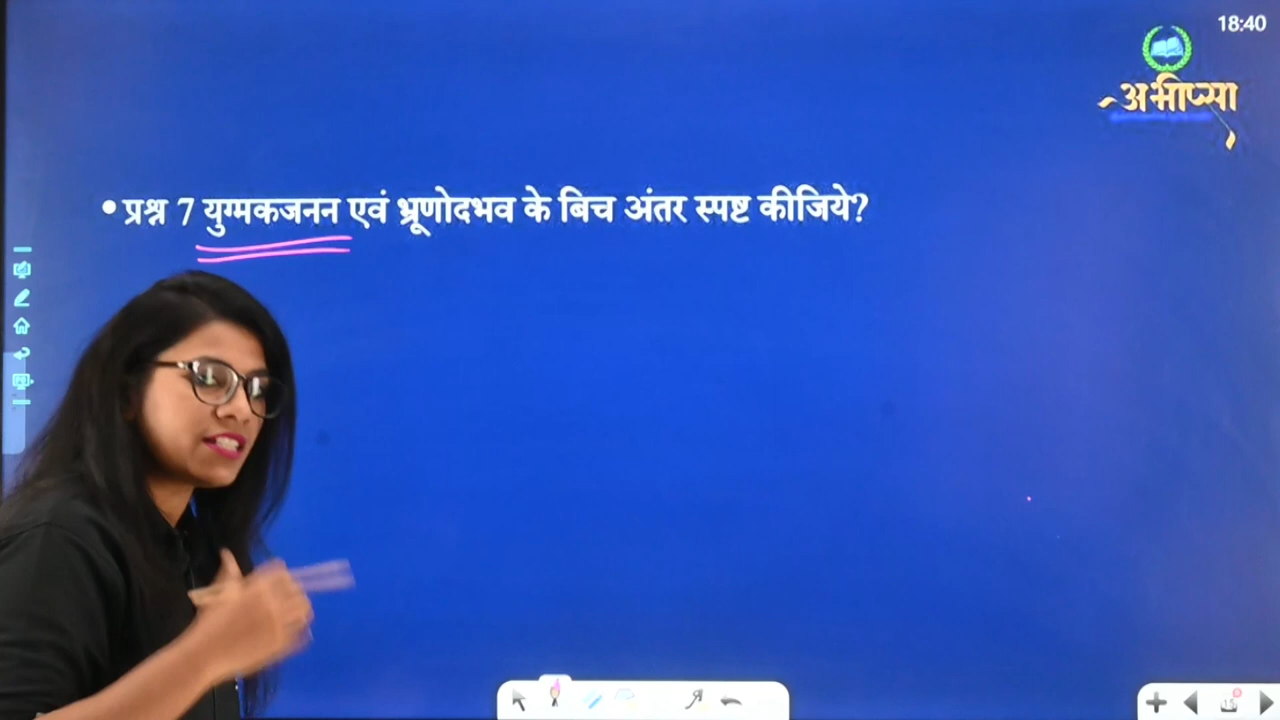 18:40
अभीप्सा
• प्रश्न 7 युग्मकजनन एवं भ्रूणोदभव के बिच अंतर स्पष्ट कीजिये?